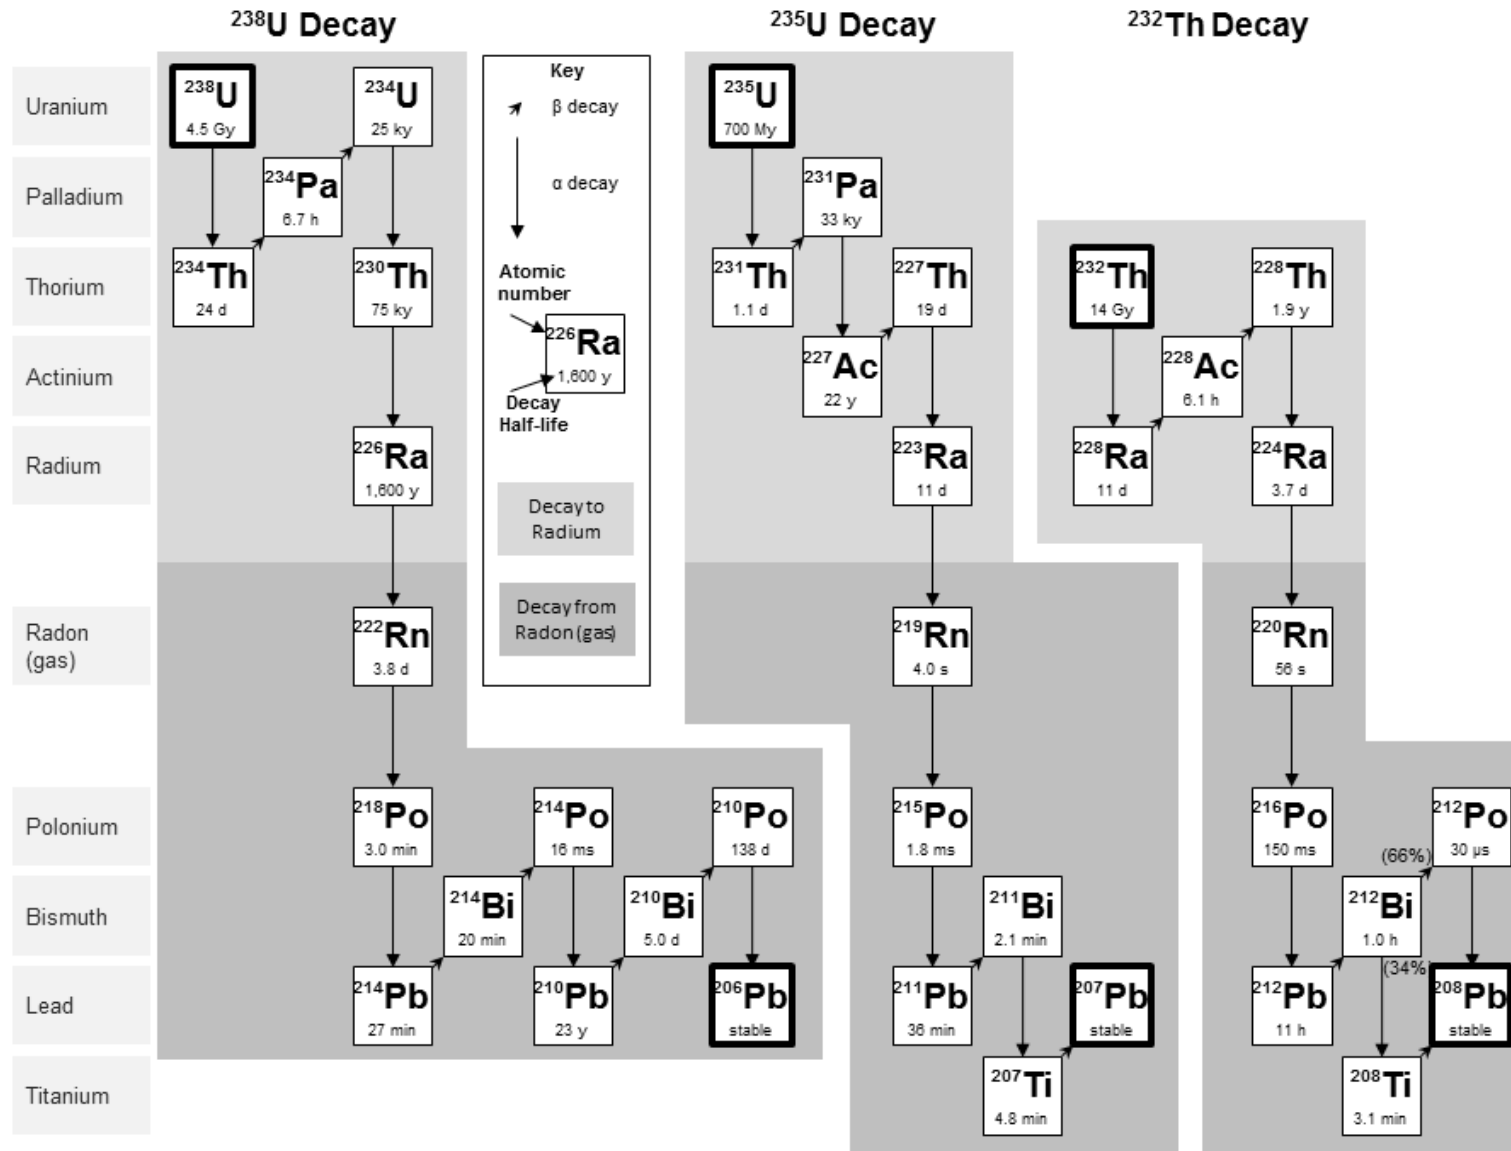 238U Decay
235U Decay
232Th Decay
Uranium
238U
4.5 Gy
234U
25 ky
Key
β decay
α decay
Atomic
number
226Ra
1,600 y
Decay
Half-life
Decay to
Radium
Decay from
Radon (gas)
235U
700 My
Palladium
234Pa
6.7 h
231Pa
33 ky
Thorium
234Th
24 d
230Th
75 ky
231Th
1.1 d
227Th
19 d
232Th
14 Gy
228Th
1.9 y
Actinium
227Ac
22 y
228Ac
6.1 h
Radium
226Ra
1,600 y
223Ra
11 d
228Ra
11 d
224Ra
3.7 d
Radon
(gas)
222Rn
3.8 d
219Rn
4.0 s
220Rn
56 s
Polonium
218Po
3.0 min
214Po
16 ms
210Po
138 d
215Po
1.8 ms
216Po
150 ms
212Po
30 µs
(66%)
Bismuth
214Bi
20 min
210Bi
5.0 d
211Bi
2.1 min
212Bi
1.0 h
(34%)
Lead
214Pb
27 min
210Pb
23 y
206Pb
stable
211Pb
36 min
207Pb
stable
212Pb
11 h
208Pb
stable
Titanium
207Ti
4.8 min
208Ti
3.1 min